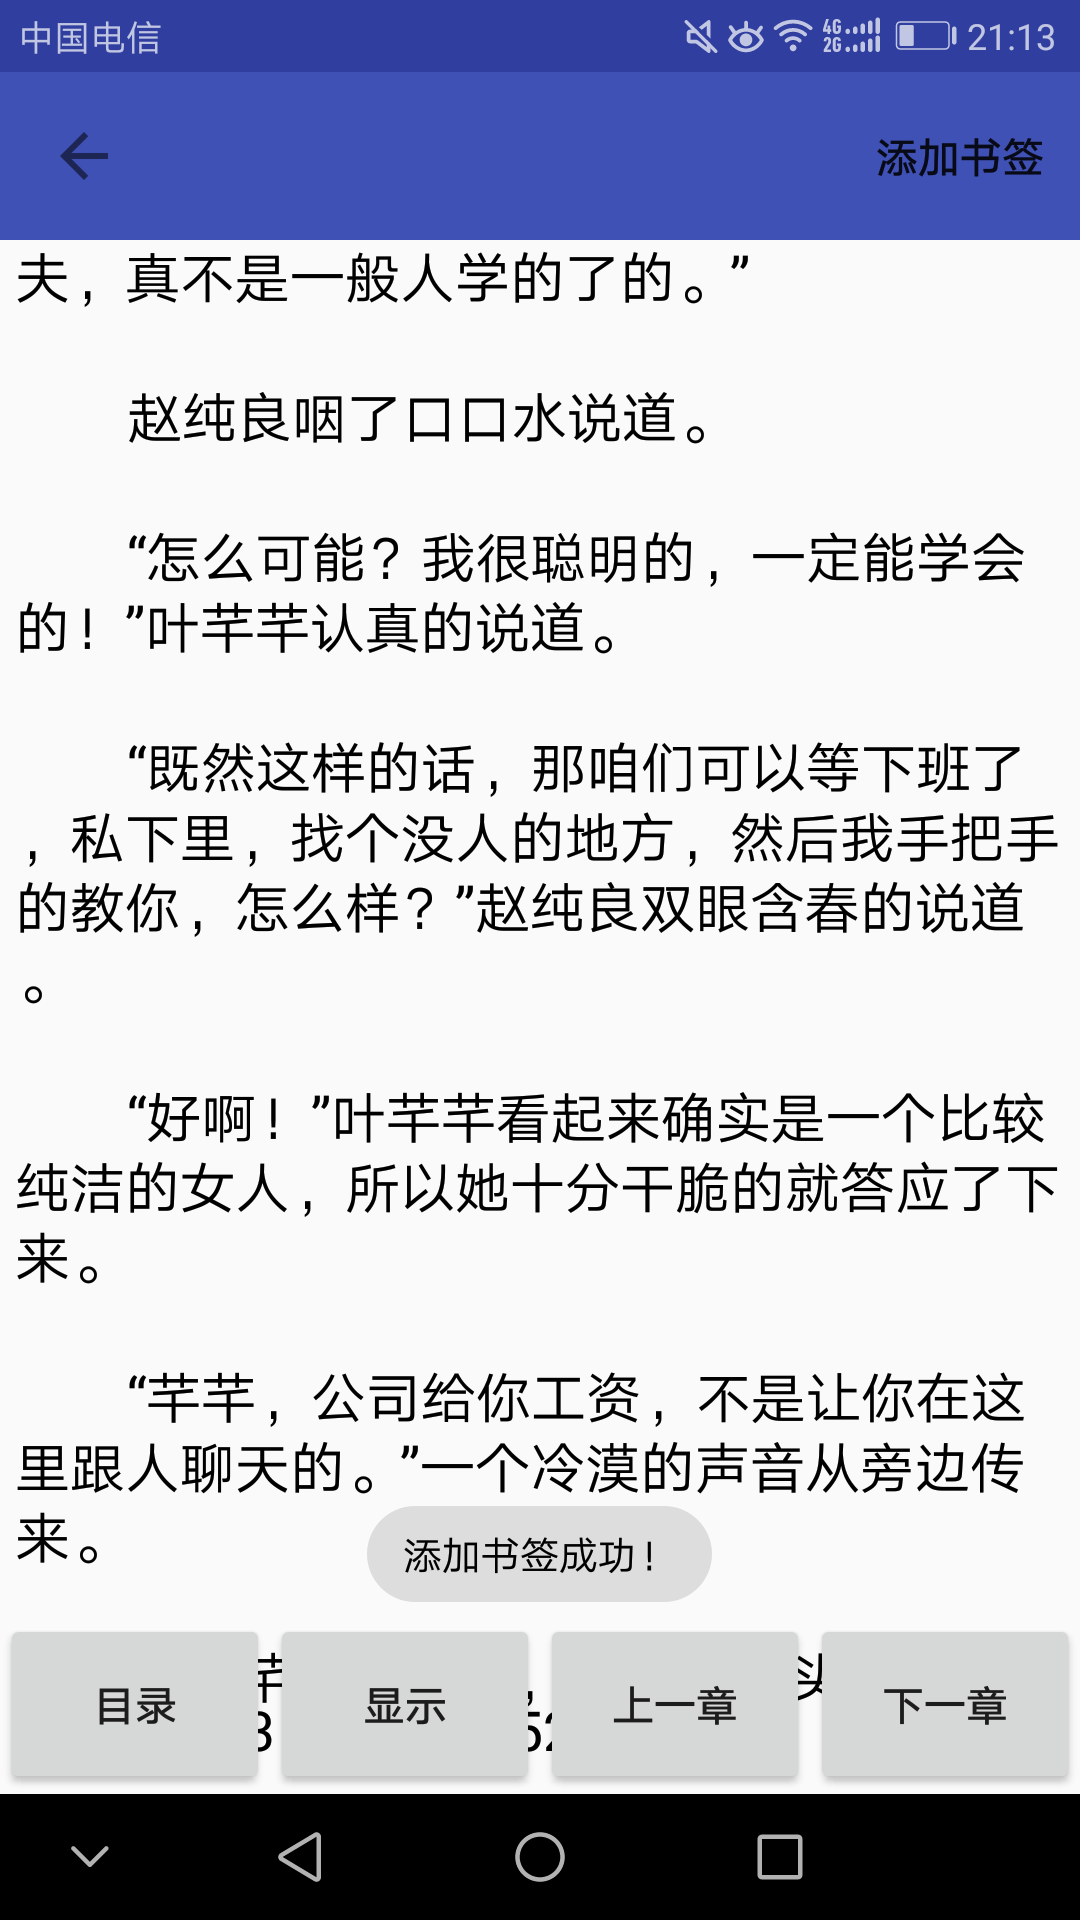 中国电信
4G
2G
21:13
添加书签
夫，真不是一般人学的了的。”
赵纯良咽了口口水说道。
“怎么可能？我很聪明的，一定能学会
的！”叶芊芊认真的说道。
“既然这样的话，那咱们可以等下班了
，私下里，找个没人的地方，然后我手把手
的教你，怎么样？”赵纯良双眼含春的说道
。
“好啊！”叶芊芊看起来确实是一个比较
纯洁的女人，所以她十分干脆的就答应了下
来。
“芊芊，公司给你工资，不是让你在这
里跟人聊天的。”一个冷漠的声音从旁边传
来。
添加书签成功！
目录
显示
上一章
下一章